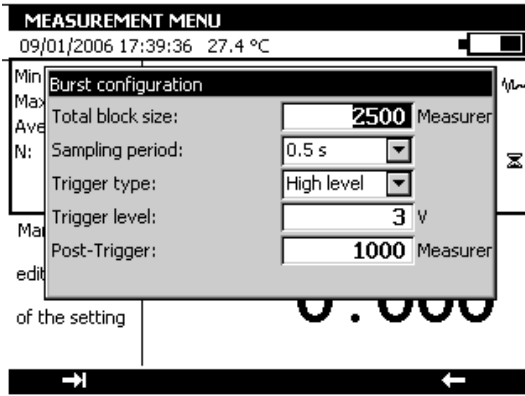 MEASUREMENT MENU
09/01/2006 17:39:36 27.4 °C
Min
Burst configuration
Max
Total block size: 2500 Measurer
Ave
N:
Sampling period: 0.5 s
Trigger type: High level
Trigger level: 3 V
Post-Trigger: 1000 Measurer
edit
of the setting
0.000